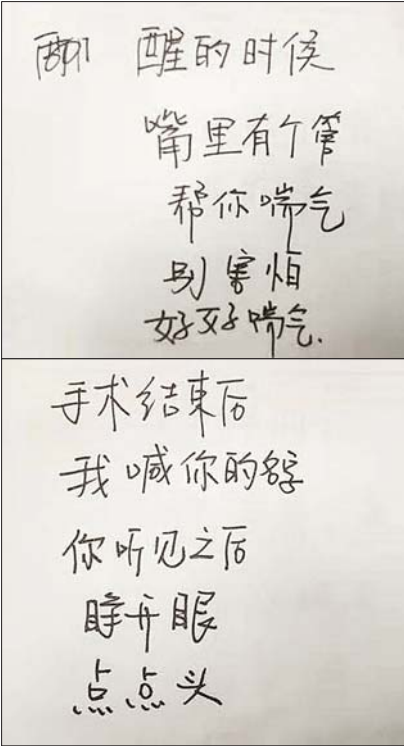 醒的时侯
嘴里有个管
帮你喘气
别害怕
好好喘气.
手术结束后
我喊你的名字
你听见之后
睁开眼
点点头